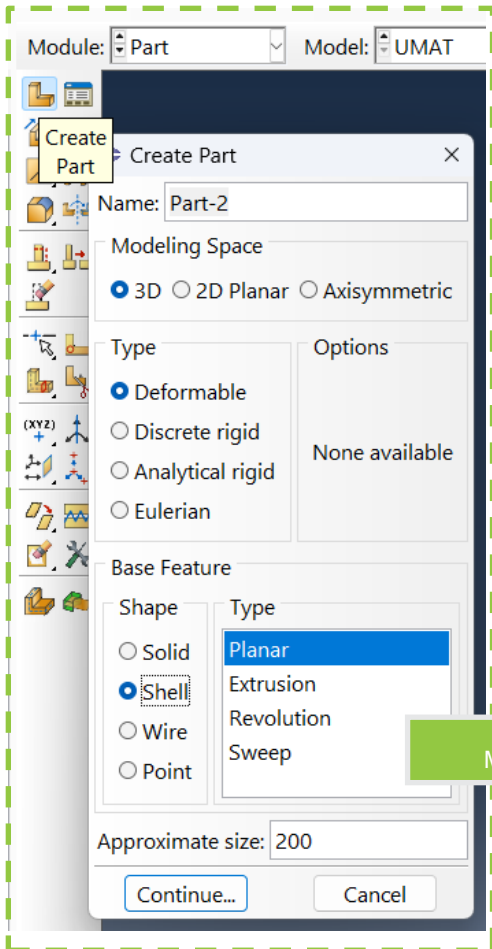 Module: Part Model: UMAT
Create Part
Create Part
Name: Part-2
Modeling Space
3D 2D Planar Axisymmetric
Type Options
Deformable
Discrete rigid
Analytical rigid
Eulerian
None available
Base Feature
Shape Type
Solid
Shell
Wire
Point
Planar
Extrusion
Revolution
Sweep
M
Approximate size: 200
Continue... Cancel
(XYZ)